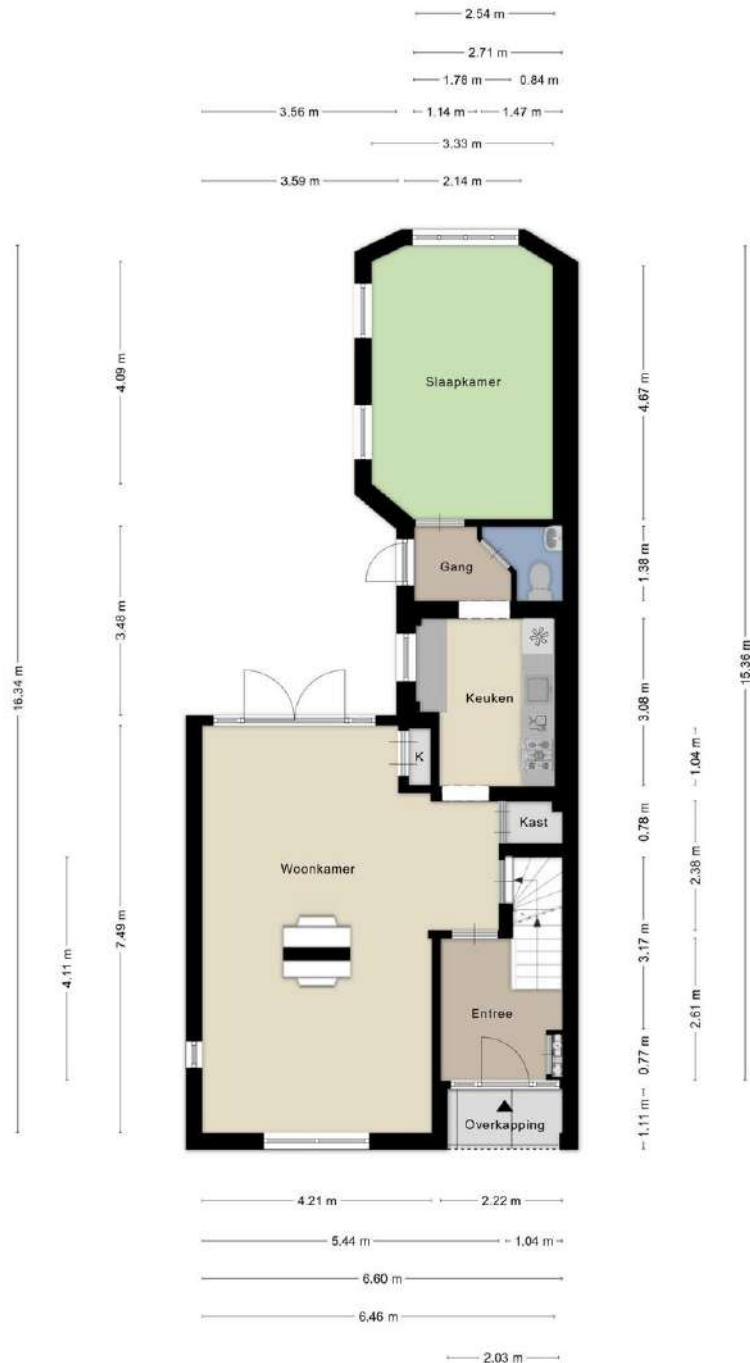 2.54 m
2.71 m
1.76 m 0.84 m
3.56 m 1.14 m 1.47 m
3.33 m
3.59 m 2.14 m
4.09 m
4.67 m
Slaapkamer
Gang
1.38 m
3.48 m
16.34 m
15.36 m
Keuken
3.08 m
K
1.04 m
Kast
0.78 m
Woonkamer
2.38 m
7.49 m
4.11 m
3.17 m
2.61 m
Entree
0.77 m
Overkapping
1.11 m
4.21 m 2.22 m
5.44 m 1.04 m
6.60 m
6.46 m
2.03 m